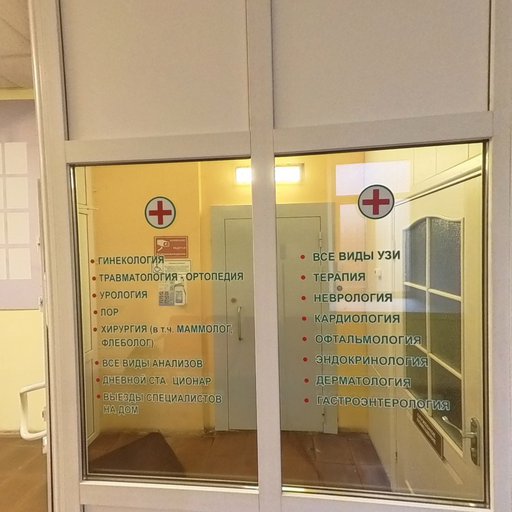 ГИНЕКОЛОГИЯ
ТРАВМАТОЛОГИЯ - ОРТОПЕДИЯ
УРОЛОГИЯ
ЛОР
ХИРУРГИЯ (в т.ч. МАММОЛОГ,
ФЛЕБОЛОГ)
ВСЕ ВИДЫ АНАЛИЗОВ
ДНЕВНОЙ СТА ЦИОНАР
ВЫЕЗДЫ СПЕЦИАЛИСТОВ
НА ДОМ
ВСЕ ВИДЫ УЗИ
ТЕРАПИЯ
НЕВРОЛОГИЯ
КАРДИОЛОГИЯ
ОФТАЛЬМОЛОГИЯ
ЭНДОКРИНОЛОГИЯ
ДЕРМАТОЛОГИЯ
ГАСТРОЭНТЕРОЛОГИЯ